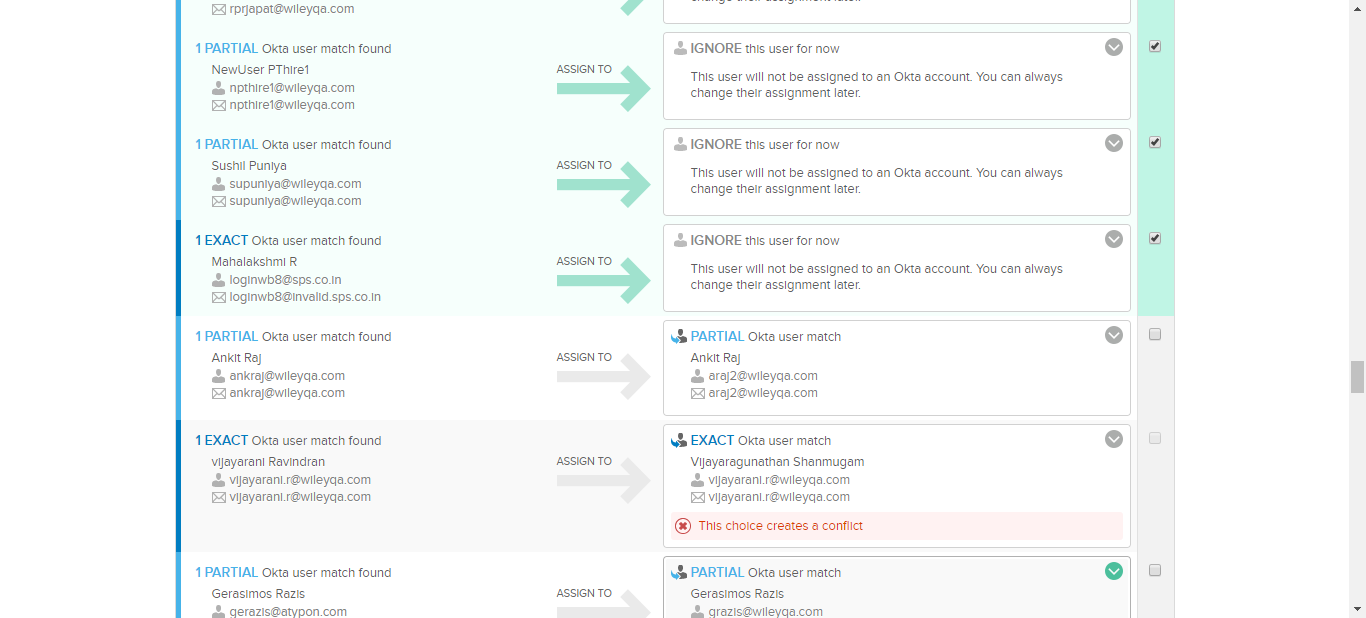 rprjapat@wileyqa.com
change their assignment later.
1 PARTIAL Okta user match found
NewUser PThire1
npthire1@wileyqa.com
npthire1@wileyqa.com
ASSIGN TO
IGNORE this user for now
This user will not be assigned to an Okta account. You can always
change their assignment later.
1 PARTIAL Okta user match found
Sushil Puniya
supuniya@wileyqa.com
supuniya@wileyqa.com
ASSIGN TO
IGNORE this user for now
This user will not be assigned to an Okta account. You can always
change their assignment later.
1 EXACT Okta user match found
Mahalakshmi R
loginwb8@sps.co.in
loginwb8@invalid.sps.co.in
ASSIGN TO
IGNORE this user for now
This user will not be assigned to an Okta account. You can always
change their assignment later.
1 PARTIAL Okta user match found
Ankit Raj
ankraj@wileyqa.com
ankraj@wileyqa.com
ASSIGN TO
PARTIAL Okta user match
Ankit Raj
araj2@wileyqa.com
araj2@wileyqa.com
1 EXACT Okta user match found
vijayarani Ravindran
vijayarani.r@wileyqa.com
vijayarani.r@wileyqa.com
ASSIGN TO
EXACT Okta user match
Vijayaragunathan Shanmugam
vijayarani.r@wileyqa.com
vijayarani.r@wileyqa.com
This choice creates a conflict
1 PARTIAL Okta user match found
Gerasimos Razis
gerazis@atypon.com
ASSIGN TO
PARTIAL Okta user match
Gerasimos Razis
grazis@wileyqa.com